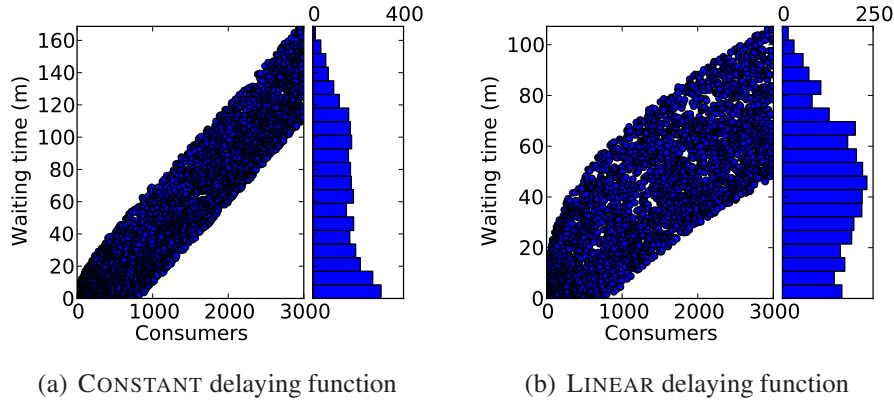 0 400
160
140
120
100
80
60
40
20
0
Waiting time (m)
1000 2000 3000
Consumers
(a) CONSTANT delaying function
0 250
100
80
60
40
20
0
Waiting time (m)
0 1000 2000 3000
Consumers
(b) LINEAR delaying function